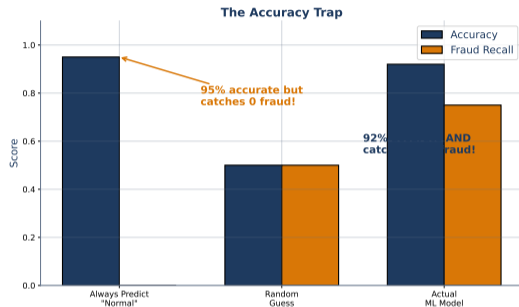 The Accuracy Trap
Accuracy
Fraud Recall
1.0
0.8
0.6
0.4
0.2
0.0
Score
95% accurate but
catches 0 fraud!
92% AND
fraud!
Always Predict
"Normal"
Random
Guess
Actual
ML Model